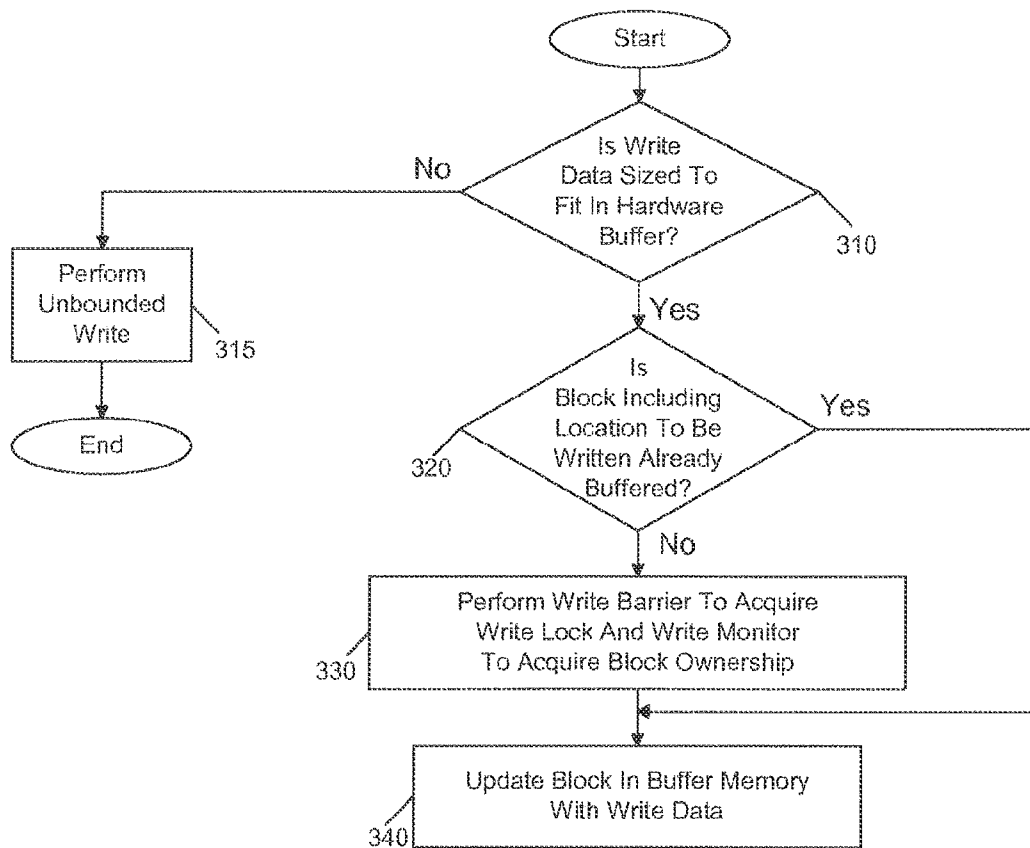 Start
Is Write
Data Sized To
Fit In Hardware
Buffer?
310
No
Yes
Perform
Unbounded
Write
315
End
Is
Block Including
Location To Be
Written Already
Buffered?
320
Yes
No
Perform Write Barrier To Acquire
Write Lock And Write Monitor
To Acquire Block Ownership
330
Update Block In Buffer Memory
With Write Data
340